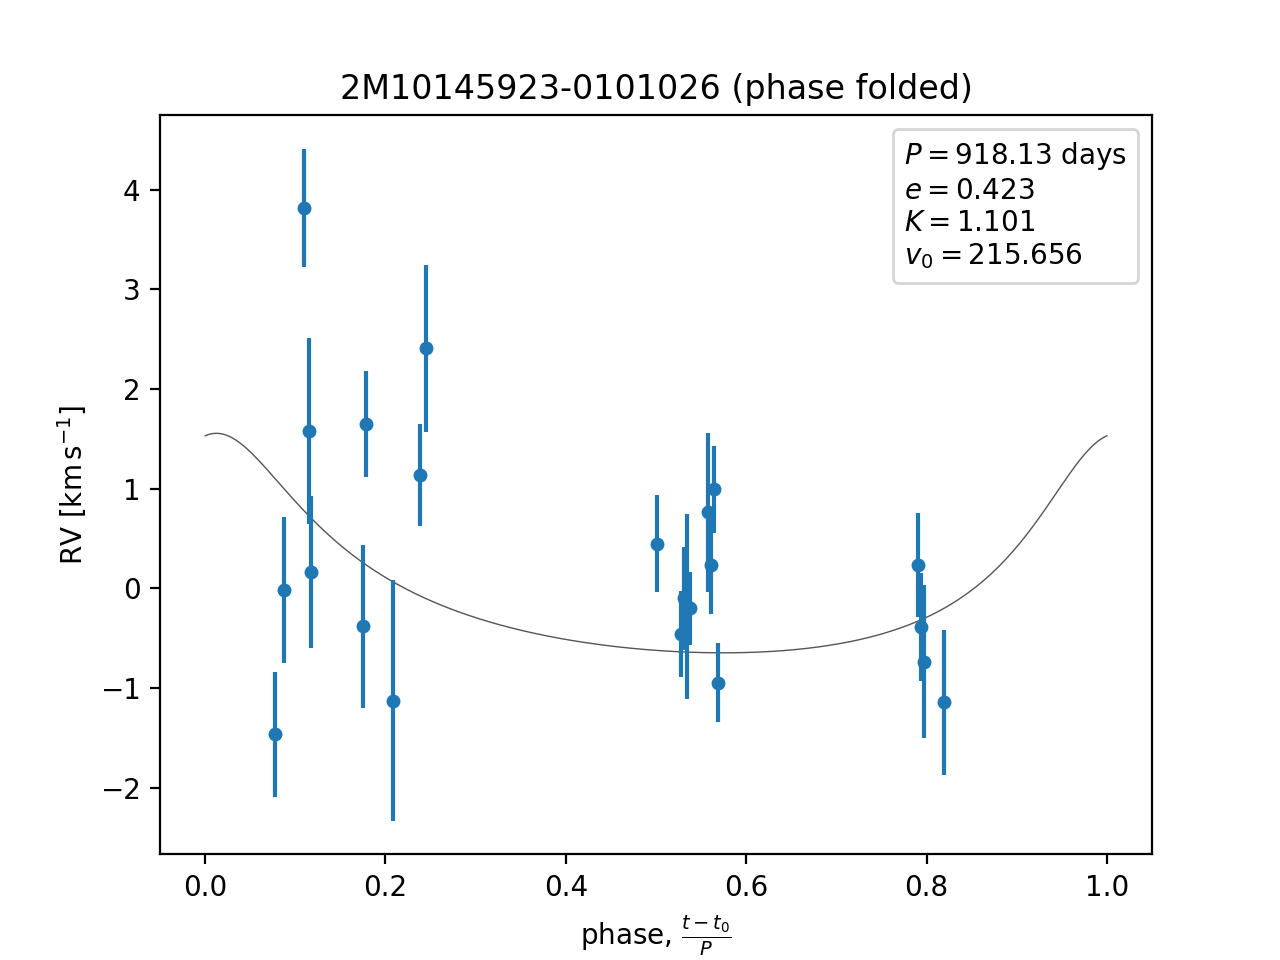 2M10145923-0101026 (phase folded)
P = 918.13 days
e = 0.423
K = 1.101
v₀ = 215.656
RV [km s⁻¹]
4
3
2
1
0
−1
−2
0.0 0.2 0.4 0.6 0.8 1.0
phase, (t − t₀)/P